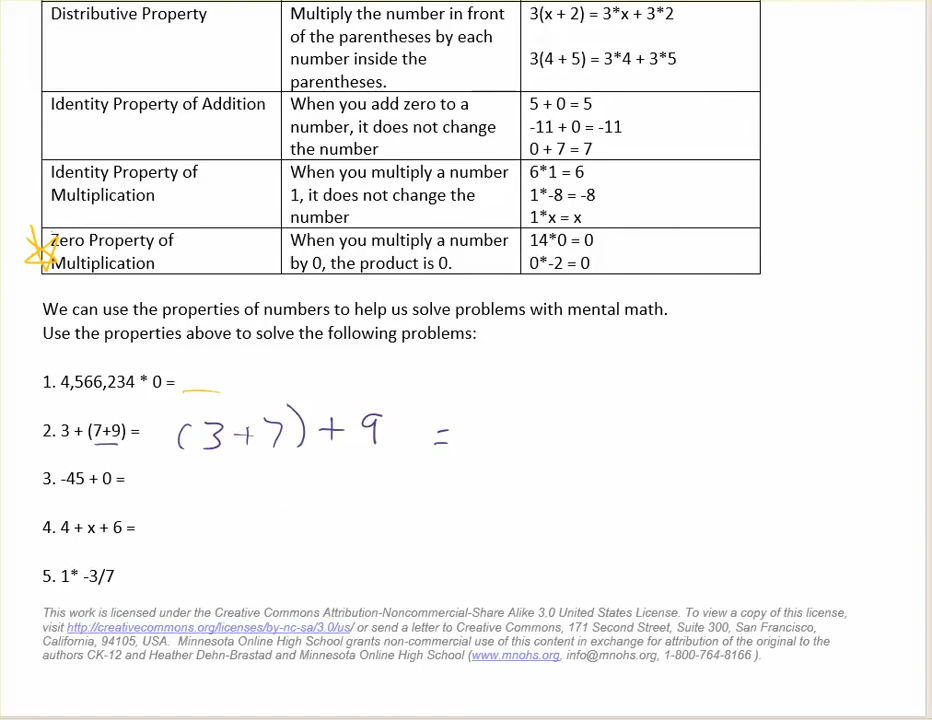 Distributive Property Multiply the number in front 3(x + 2) = 3*x + 3*2
of the parentheses by each
number inside the 3(4 + 5) = 3*4 + 3*5
parentheses.
Identity Property of Addition When you add zero to a 5 + 0 = 5
number, it does not change -11 + 0 = -11
the number 0 + 7 = 7
Identity Property of When you multiply a number 6*1 = 6
Multiplication 1, it does not change the 1*-8 = -8
number 1*x = x
Zero Property of When you multiply a number 14*0 = 0
Multiplication by 0, the product is 0. 0*-2 = 0
We can use the properties of numbers to help us solve problems with mental math.
Use the properties above to solve the following problems:
1. 4,566,234 * 0 =
2. 3 + (7+9) = (3+7) + 9 =
3. -45 + 0 =
4. 4 + x + 6 =
5. 1* -3/7
This work is licensed under the Creative Commons Attribution-Noncommercial-Share Alike 3.0 United States License. To view a copy of this license,
visit http://creativecommons.org/licenses/by-nc-sa/3.0/us/ or send a letter to Creative Commons, 171 Second Street, Suite 300, San Francisco,
California, 94105, USA. Minnesota Online High School grants non-commercial use of this content in exchange for attribution of the original to the
authors CK-12 and Heather Dehn-Brastad and Minnesota Online High School (www.mnohs.org, info@mnohs.org, 1-800-764-8166 ).